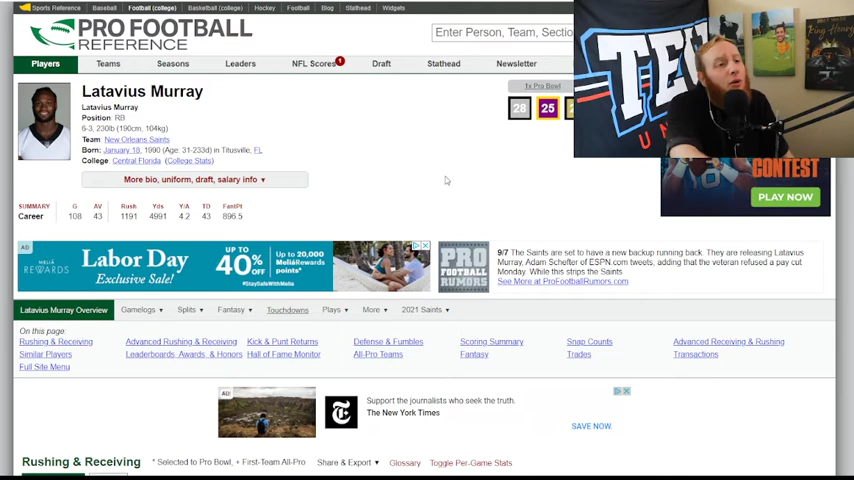 Sports Reference Baseball Football (college) Basketball (college) Hockey Football Blog Stathead Widgets
PRO FOOTBALL
REFERENCE
Enter Person, Team, Sectio
Players Teams Seasons Leaders NFL Scores 1 Draft Stathead Newsletter
Latavius Murray
Latavius Murray
Position: RB
6-3, 230lb (190cm, 104kg)
Team: New Orleans Saints
Born: January 18, 1990 (Age: 31-233d) in Titusville, FL
College: Central Florida (College Stats)
More bio, uniform, draft, salary info ▼
1x Pro Bowl
28 25
TE
UN
CONTEST
PLAY NOW
SUMMARY G AV Rush Yds Y/A TD FantPt
Career 108 43 1191 4991 4.2 43 896.5
AD
MELIÁ
REWARDS
Labor Day
Exclusive Sale!
UP TO
40% OFF
Up to 20,000
MeliáRewards
points*
#StaySafeWithMelia
PRO
FOOTBALL
RUMORS
9/7 The Saints are set to have a new backup running back. They are releasing Latavius
Murray, Adam Schefter of ESPN.com tweets, adding that the veteran refused a pay cut
Monday. While this strips the Saints
See More at ProFootballRumors.com
Latavius Murray Overview Gamelogs ▼ Splits ▼ Fantasy ▼ Touchdowns Plays ▼ More ▼ 2021 Saints ▼
On this page:
Rushing & Receiving Advanced Rushing & Receiving Kick & Punt Returns Defense & Fumbles Scoring Summary Snap Counts Advanced Receiving & Rushing
Similar Players Leaderboards, Awards, & Honors Hall of Fame Monitor All-Pro Teams Fantasy Trades Transactions
Full Site Menu
AD
Support the journalists who seek the truth.
The New York Times
SAVE NOW.
Rushing & Receiving * Selected to Pro Bowl, + First-Team All-Pro Share & Export ▼ Glossary Toggle Per-Game Stats